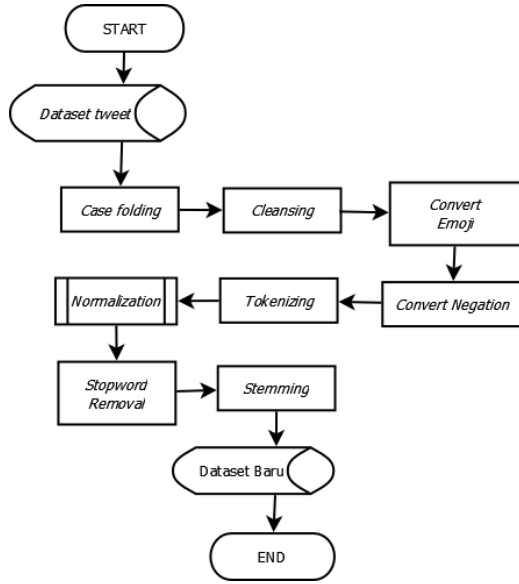 START
Dataset tweet
Case folding
Cleansing
Convert
Emoji
Convert Negation
Tokenizing
Normalization
Stopword
Removal
Stemming
Dataset Baru
END